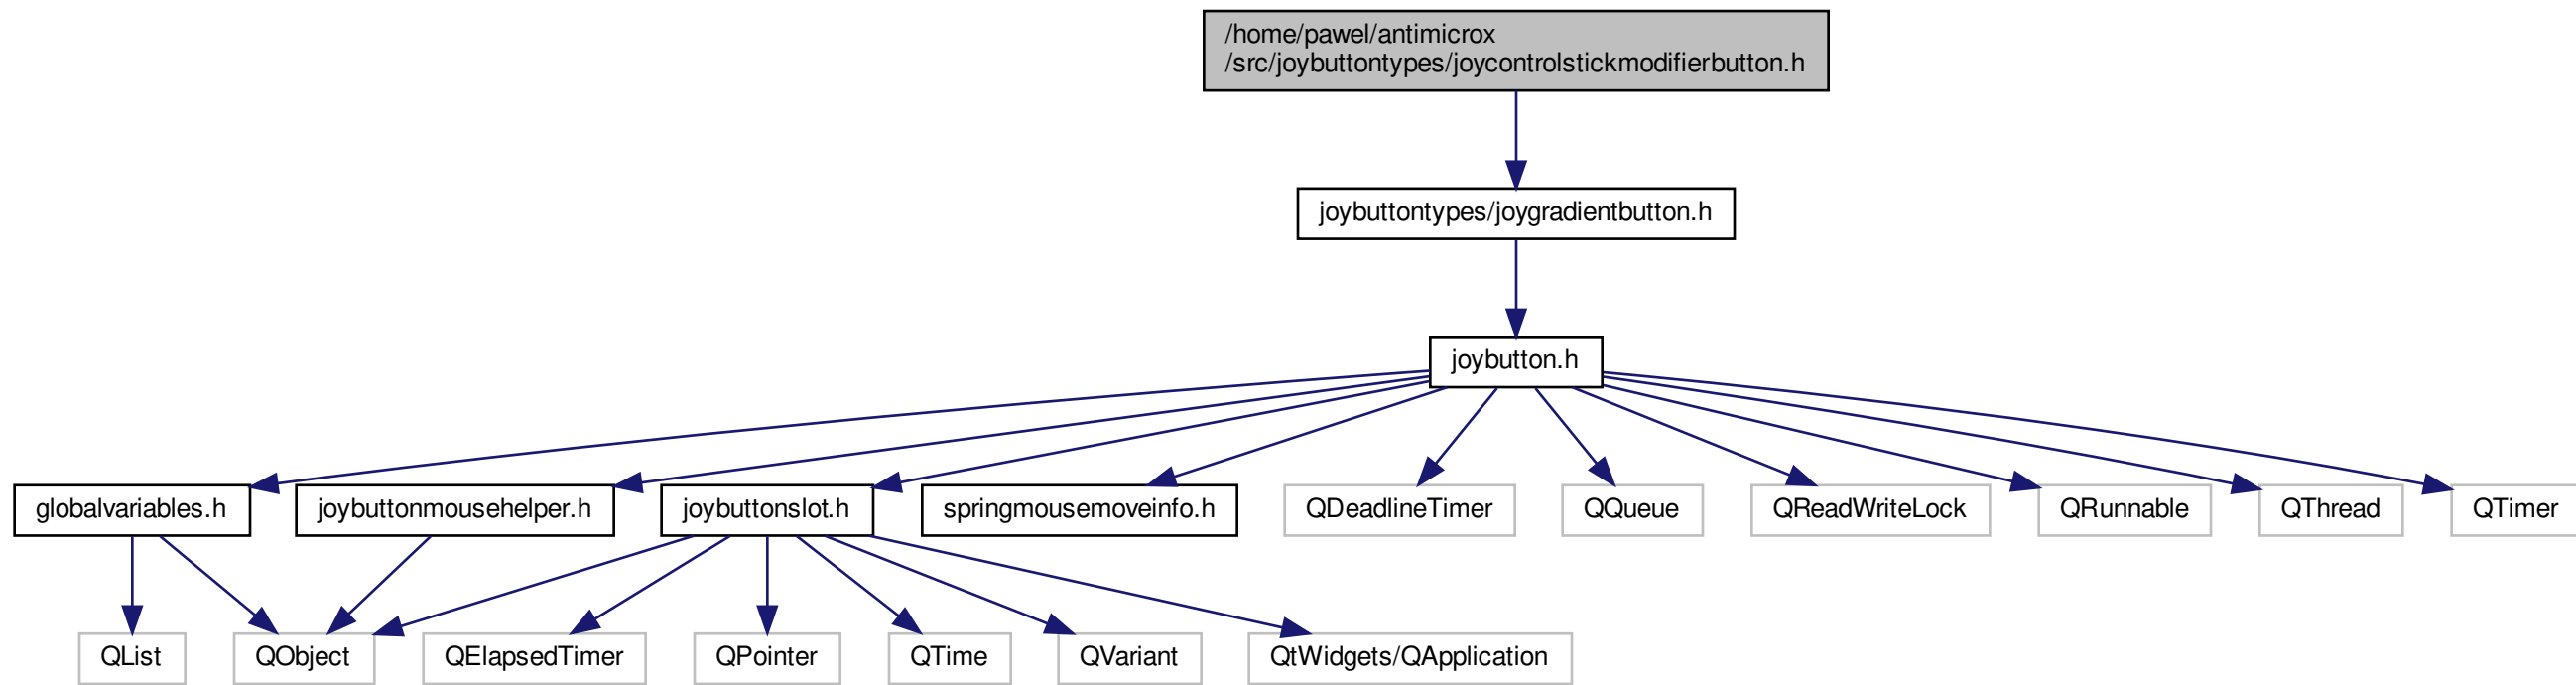 /home/pawel/antimicrox
/src/joybuttontypes/joycontrolstickmodifierbutton.h
joybuttontypes/joygradientbutton.h
joybutton.h
globalvariables.h
joybuttonmousehelper.h
joybuttonslot.h
springmousemoveinfo.h
QDeadlineTimer
QQueue
QReadWriteLock
QRunnable
QThread
QTimer
QList
QObject
QElapsedTimer
QPointer
QTime
QVariant
QtWidgets/QApplication